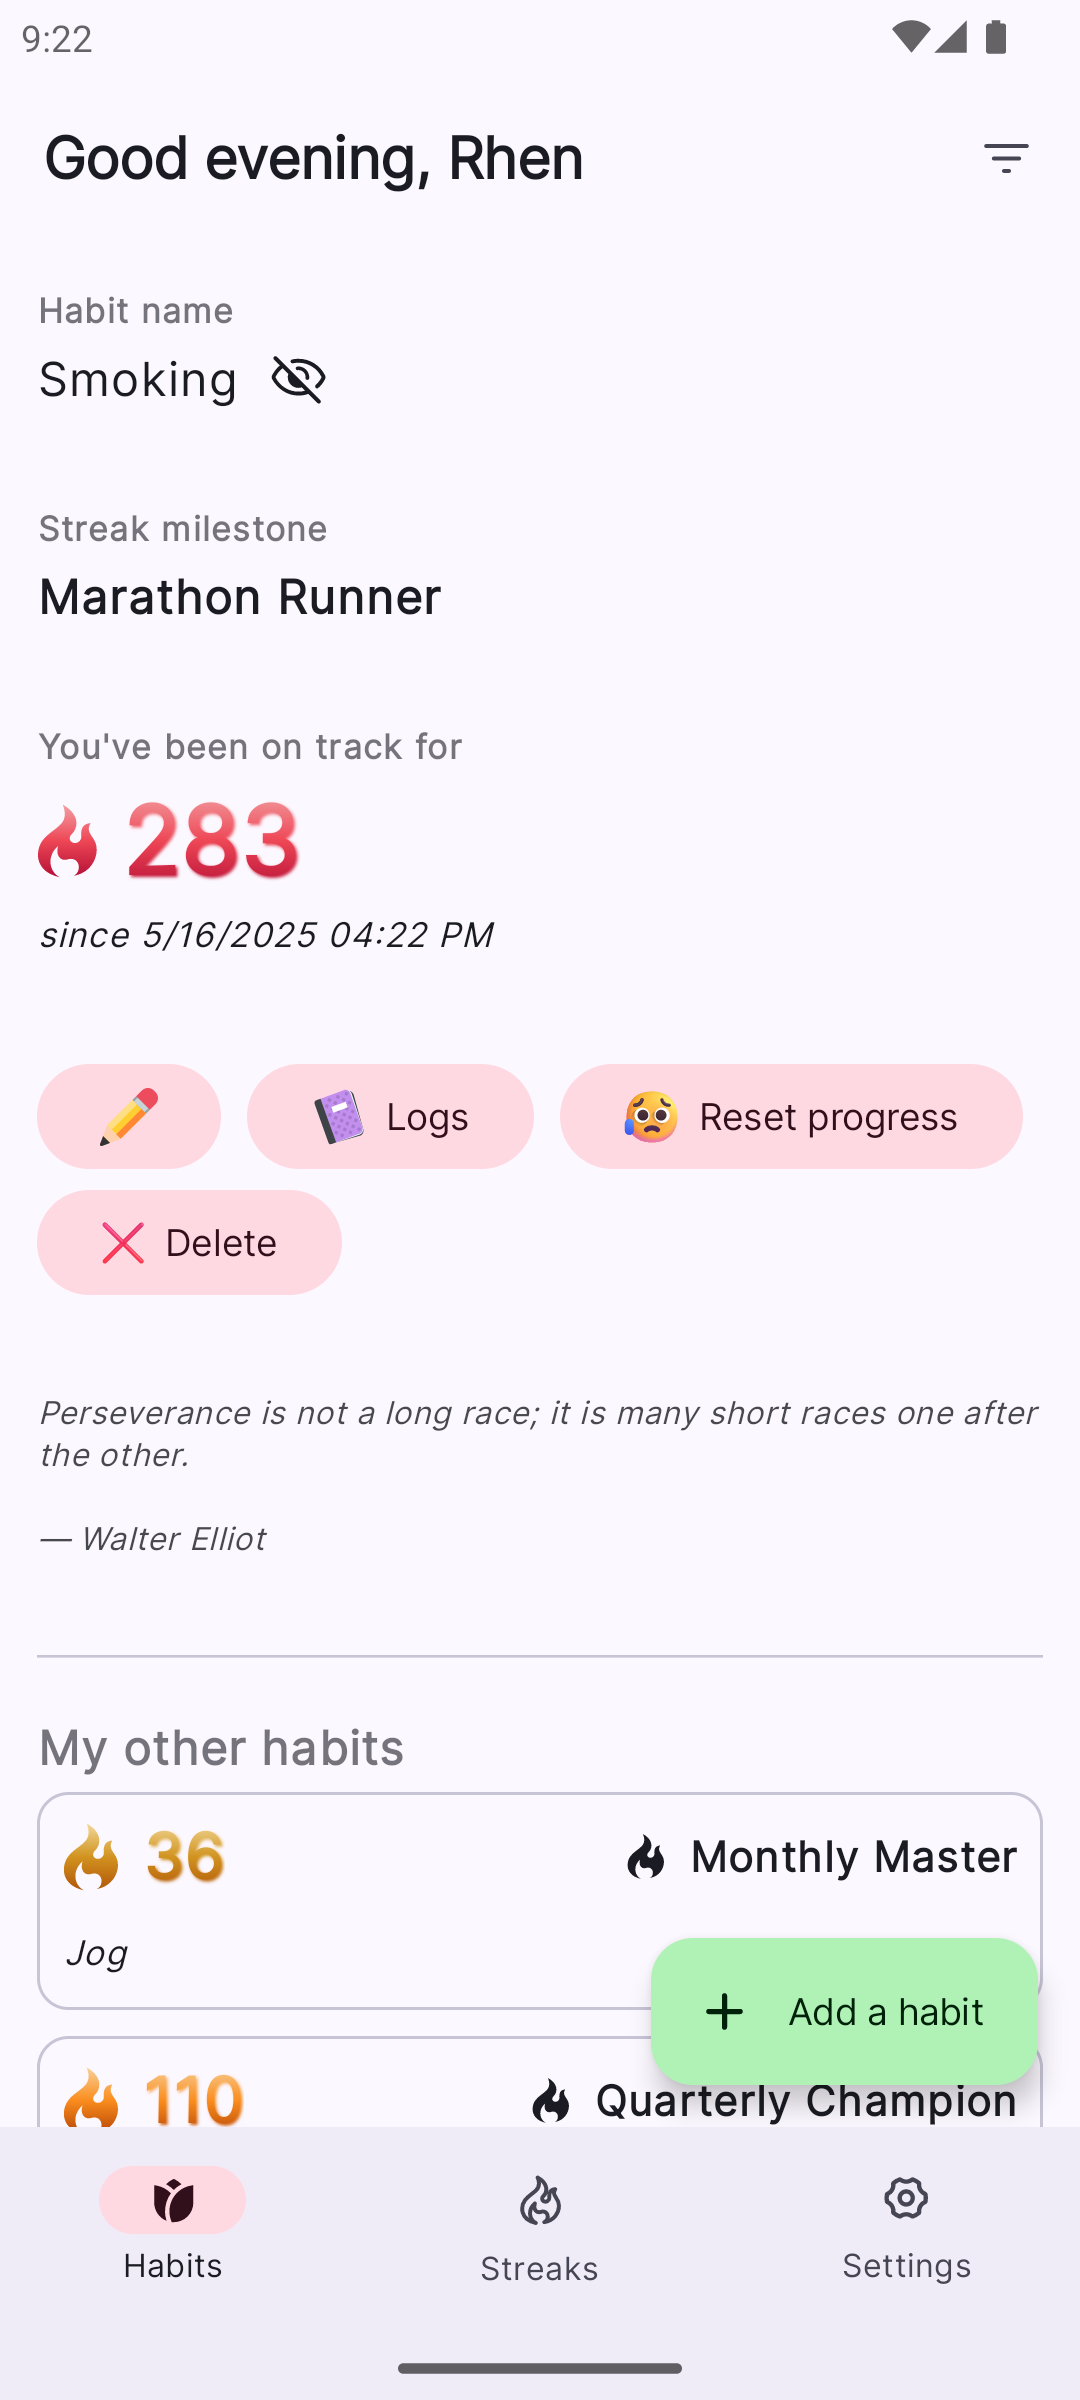 9:22
Good evening, Rhen
Habit name
Smoking
Streak milestone
Marathon Runner
You've been on track for
283
since 5/16/2025 04:22 PM
Logs
Reset progress
Delete
Perseverance is not a long race; it is many short races one after
the other.
— Walter Elliot
My other habits
36
Monthly Master
Jog
Add a habit
110
Quarterly Champion
Habits
Streaks
Settings